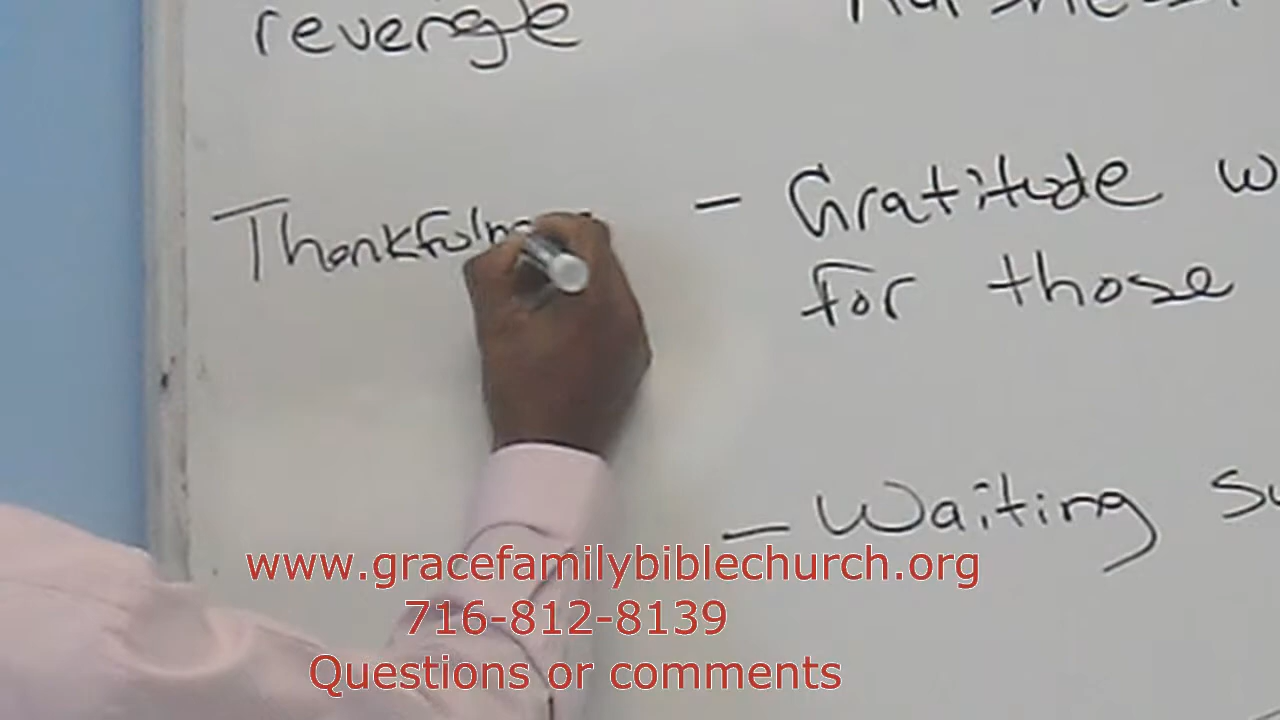 revenge
Thankfuln
- Gratitude w
for those
- Waiting
www.gracefamilybiblechurch.org
716-812-8139
Questions or comments